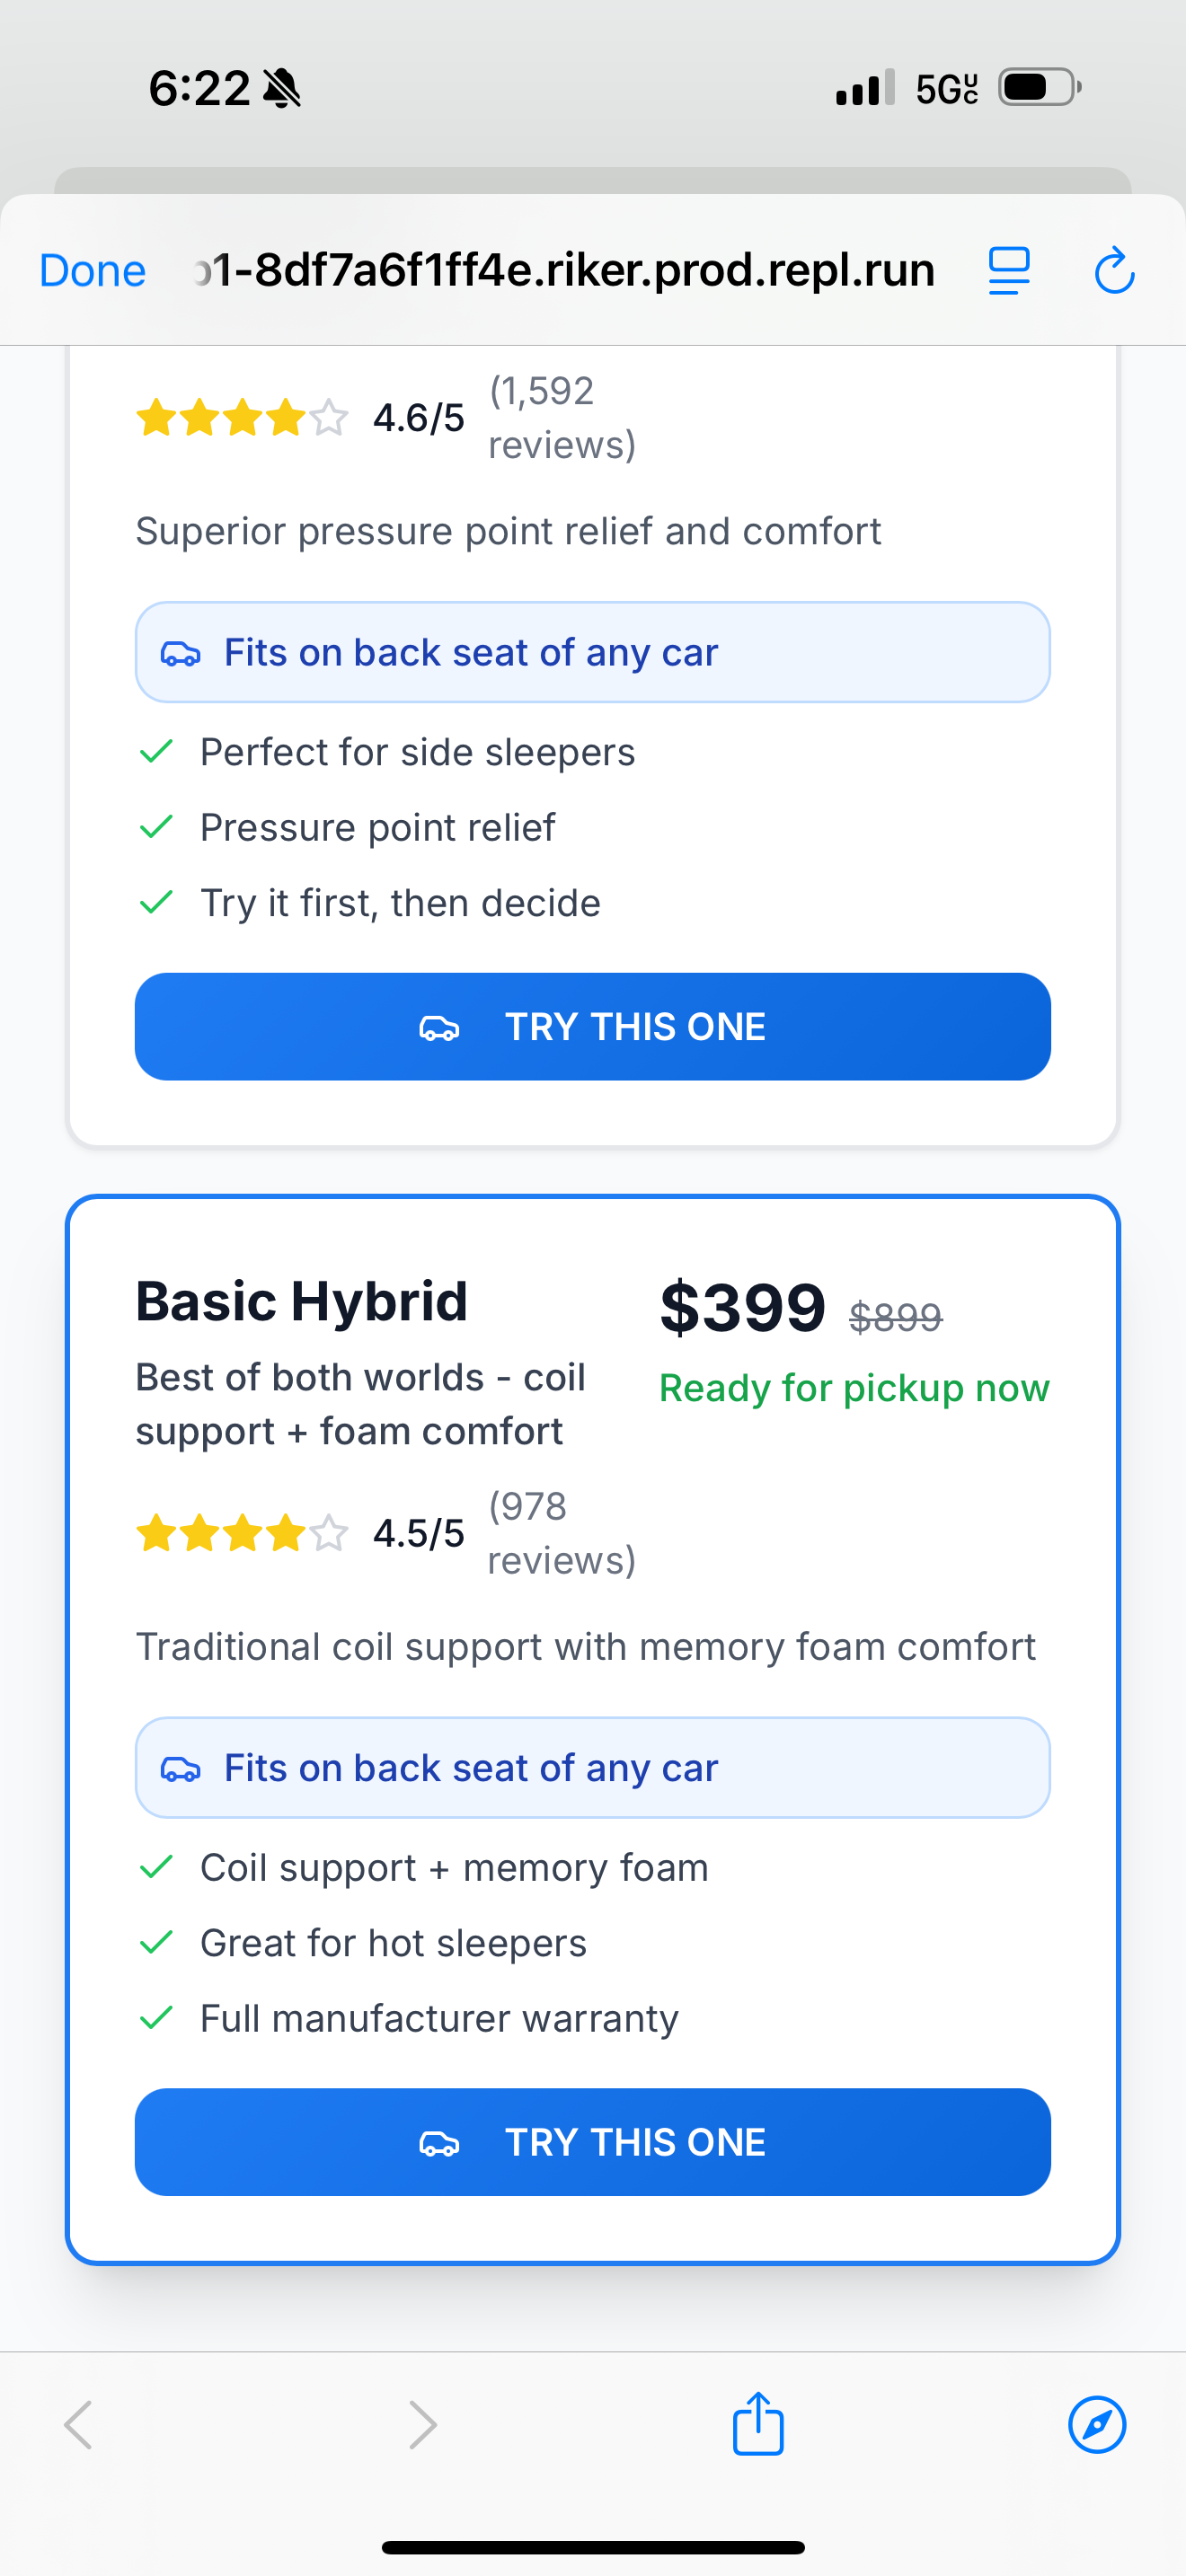 6:22
5GUC
Done
1-8df7a6f1ff4e.riker.prod.repl.run
4.6/5
(1,592
reviews)
Superior pressure point relief and comfort
Fits on back seat of any car
Perfect for side sleepers
Pressure point relief
Try it first, then decide
TRY THIS ONE
Basic Hybrid
$399 $899
Best of both worlds - coil
support + foam comfort
Ready for pickup now
4.5/5
(978
reviews)
Traditional coil support with memory foam comfort
Fits on back seat of any car
Coil support + memory foam
Great for hot sleepers
Full manufacturer warranty
TRY THIS ONE